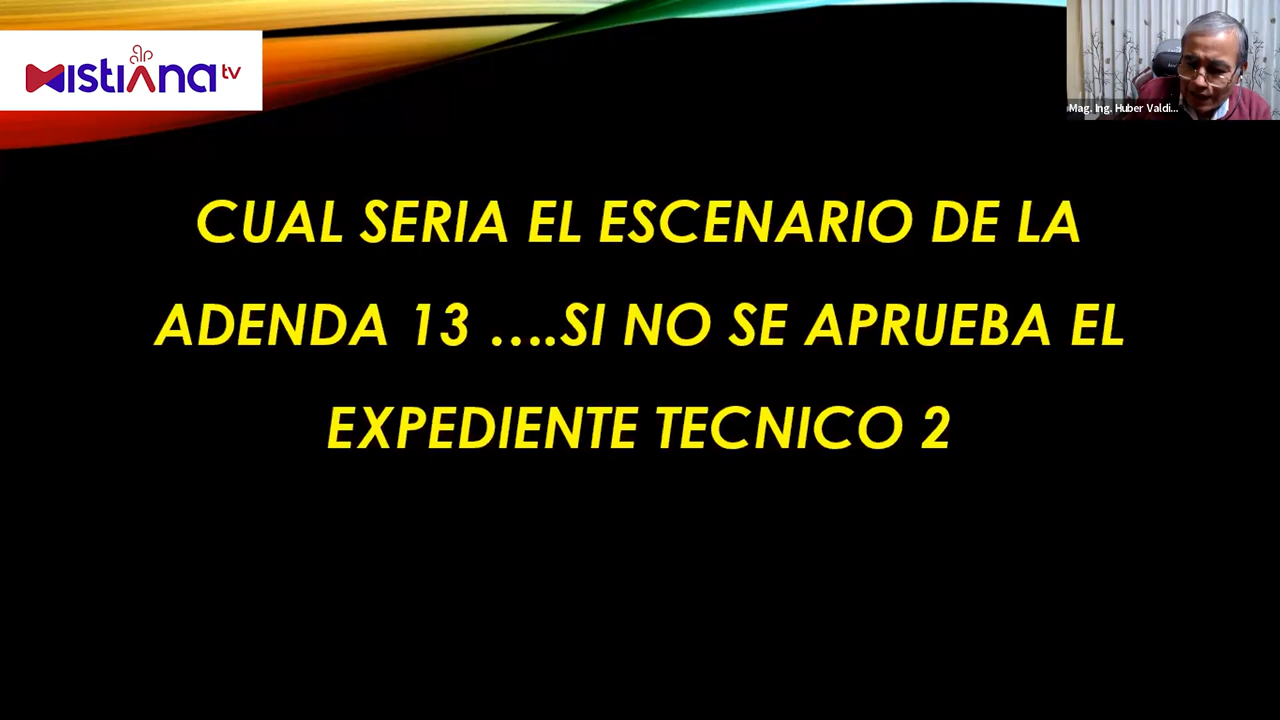 Mistiana tv
Mag. Ing. Huber Valdi...
CUAL SERIA EL ESCENARIO DE LA
ADENDA 13 ....SI NO SE APRUEBA EL
EXPEDIENTE TECNICO 2